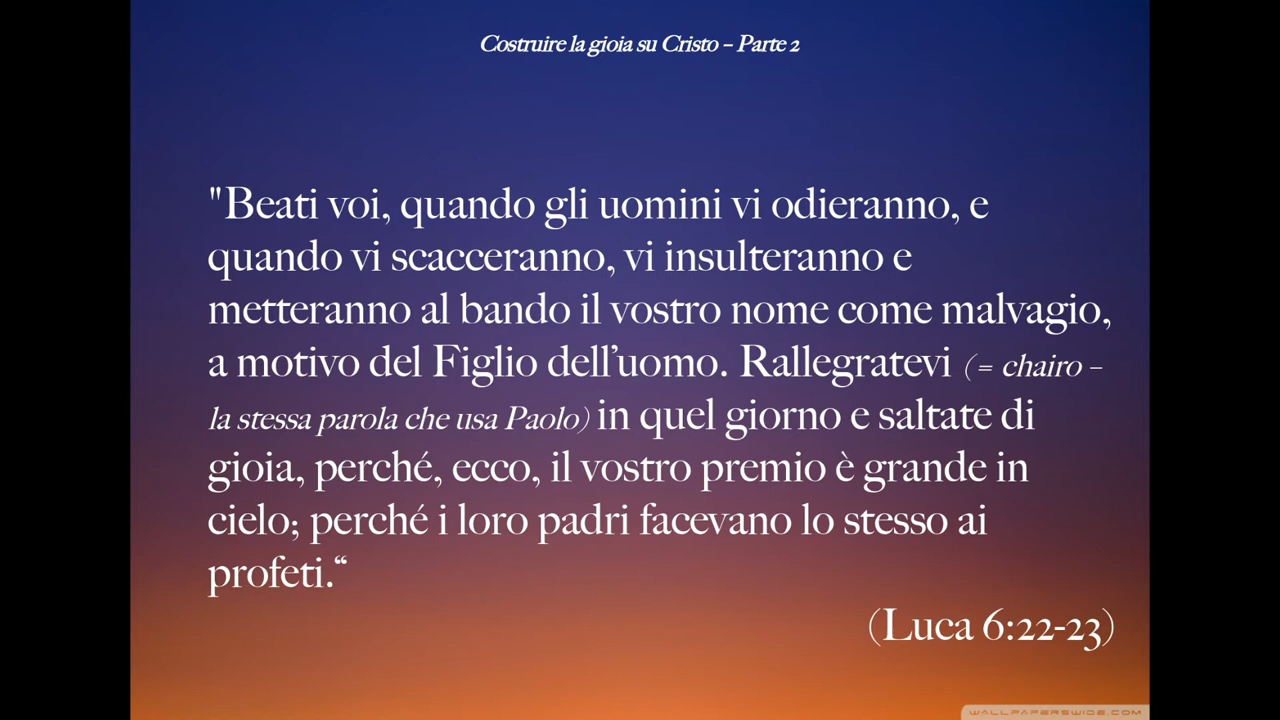 Costruire la gioia su Cristo – Parte 2
"Beati voi, quando gli uomini vi odieranno, e
quando vi scacceranno, vi insulteranno e
metteranno al bando il vostro nome come malvagio,
a motivo del Figlio dell’uomo. Rallegratevi (= chairo –
la stessa parola che usa Paolo) in quel giorno e saltate di
gioia, perché, ecco, il vostro premio è grande in
cielo; perché i loro padri facevano lo stesso ai
profeti.“
(Luca 6:22-23)
WALLPAPERSWIDE.COM